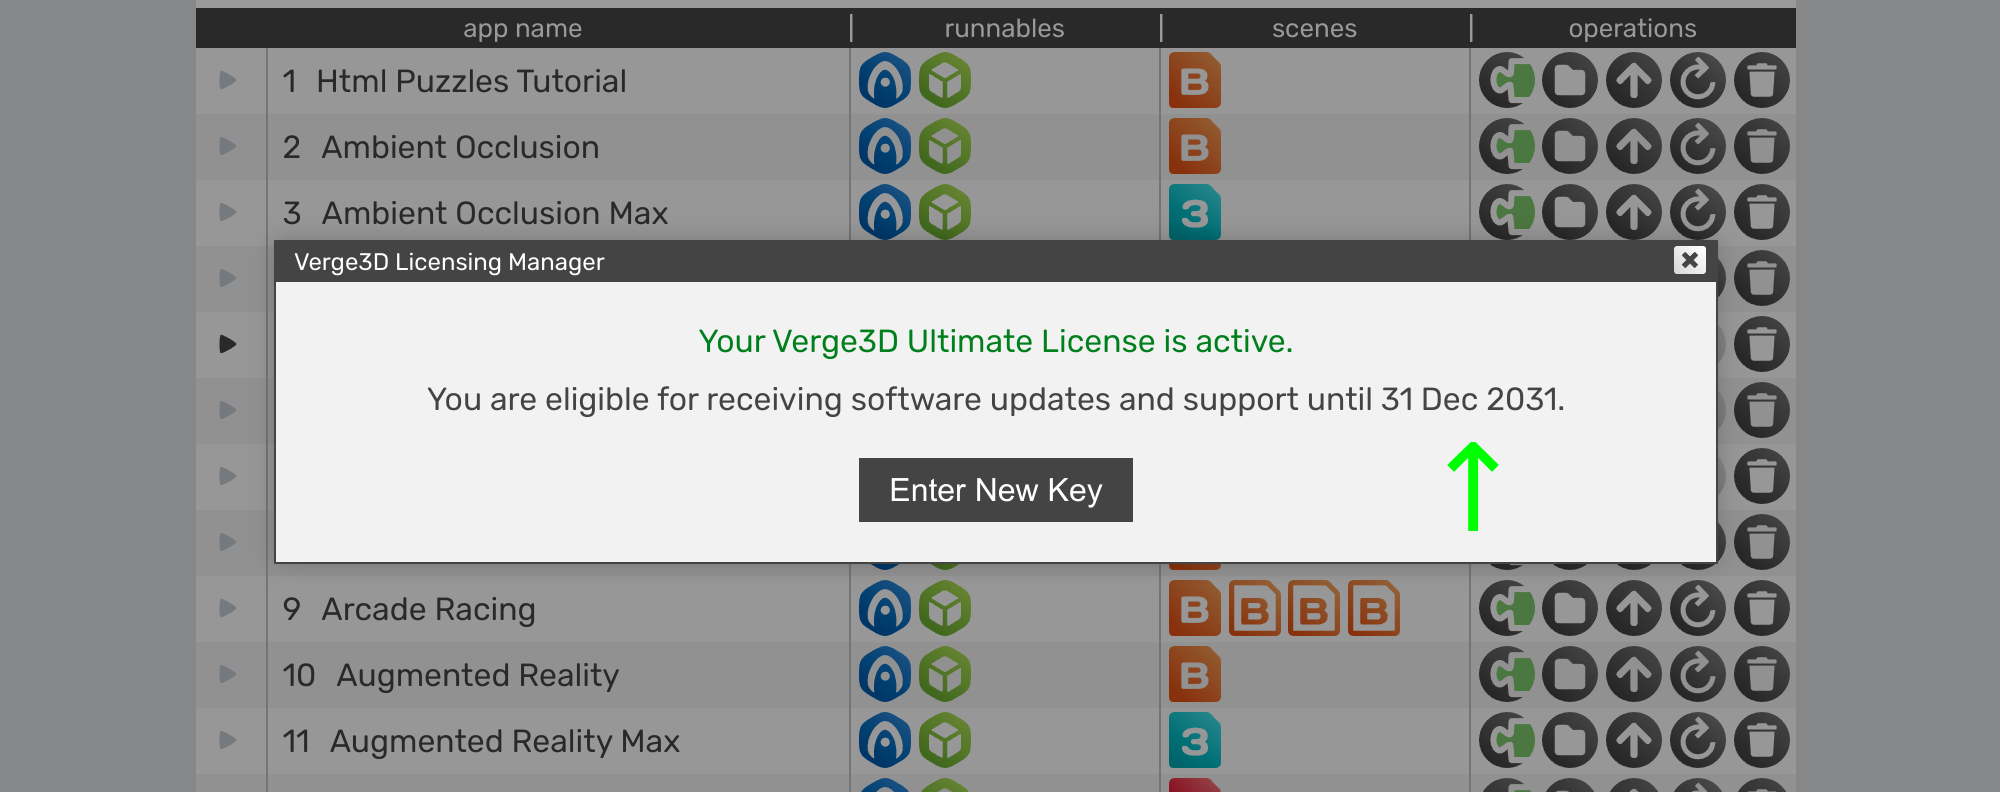 app name runnables scenes operations
1 Html Puzzles Tutorial B
2 Ambient Occlusion B
3 Ambient Occlusion Max 3
Verge3D Licensing Manager
Your Verge3D Ultimate License is active.
You are eligible for receiving software updates and support until 31 Dec 2031.
Enter New Key
9 Arcade Racing B B B B
10 Augmented Reality B
11 Augmented Reality Max 3